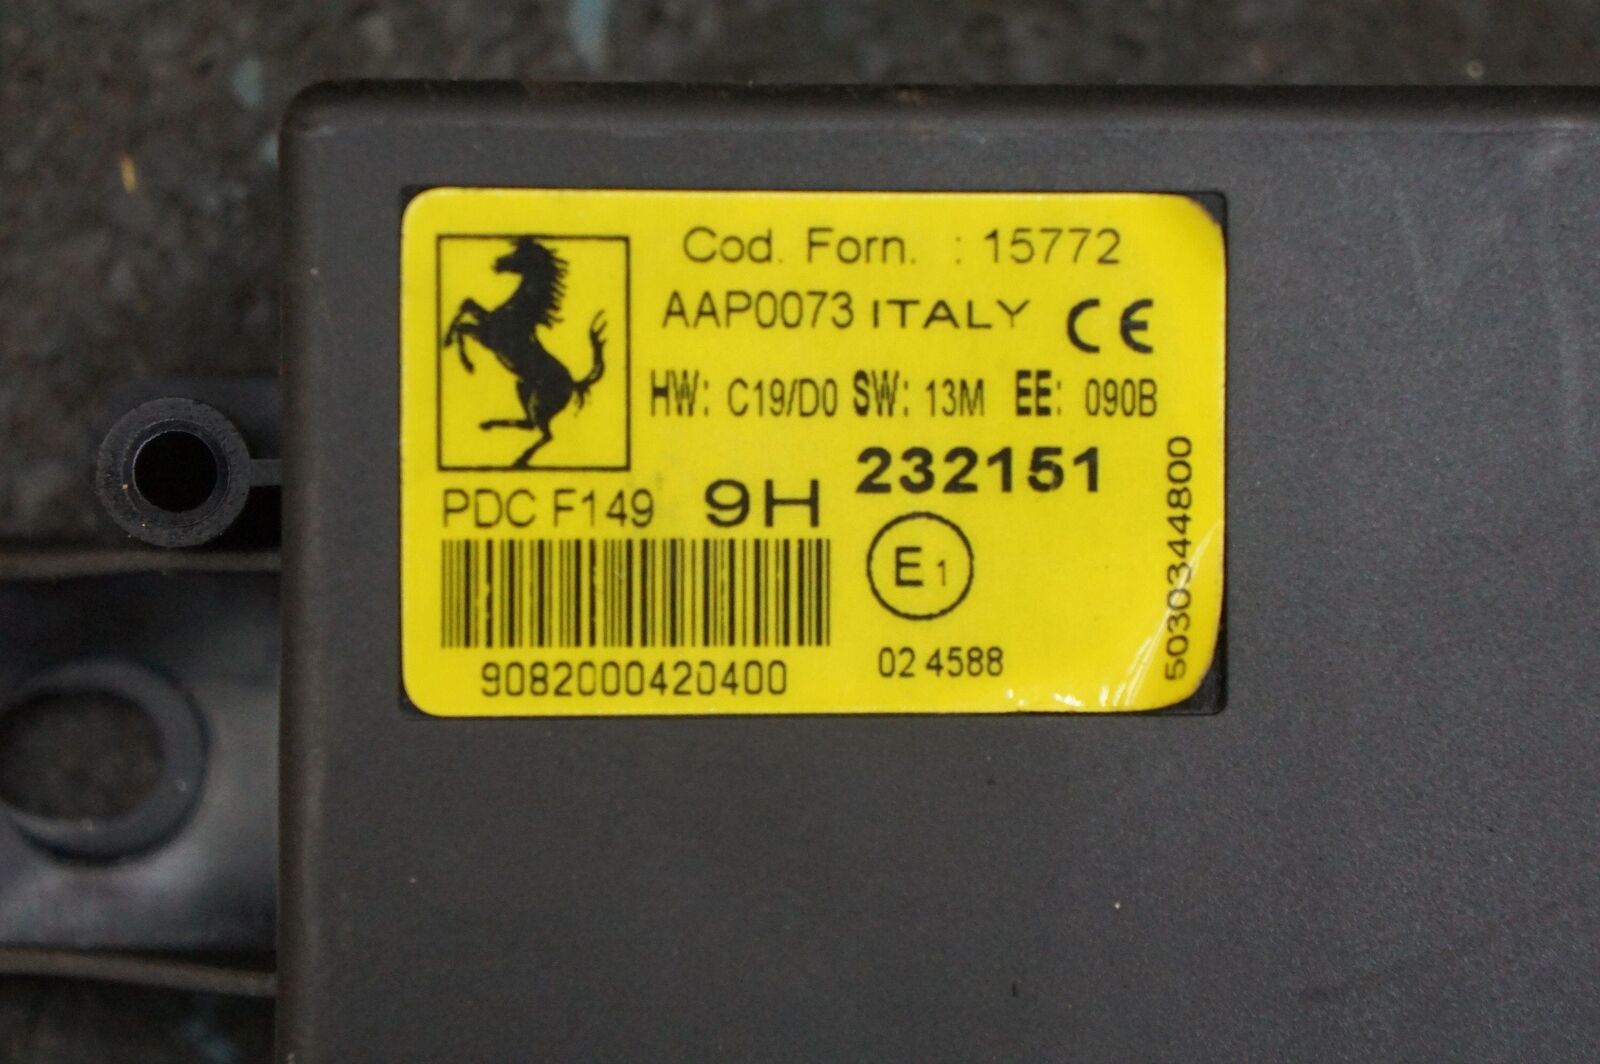 Cod. Forn. : 15772
AAP0073 ITALY CE
HW: C19/D0 SW: 13M EE: 090B
232151
PDC F149 9H
E1
9082000420400
02 4588
5030344800